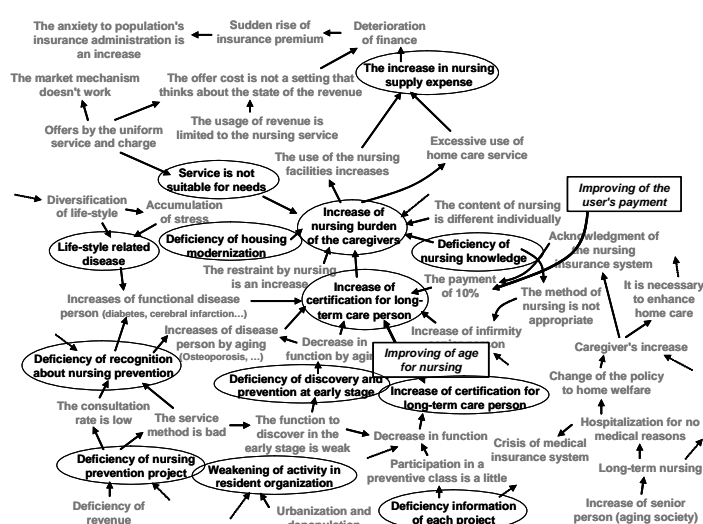 The anxiety to population's
insurance administration is
an increase
Sudden rise of
insurance premium
Deterioration
of finance
The market mechanism
doesn't work
The offer cost is not a setting that
thinks about the state of the revenue
The increase in nursing
supply expense
Offers by the uniform
service and charge
The usage of revenue is
limited to the nursing service
Excessive use of
home care service
The use of the nursing
facilities increases
Service is not
suitable for needs
Improving of the
user's payment
Diversification
of life-style
Accumulation
of stress
Increase of
nursing burden
of the caregivers
The content of nursing
is different individually
Life-style related
disease
Deficiency of housing
modernization
Deficiency of
nursing knowledge
Acknowledgment of
the nursing
insurance system
The restraint by nursing
is an increase
Increase of
certification for long-
term care person
The payment
of 10%
The method of
nursing is not
appropriate
It is necessary
to enhance
home care
Increases of functional disease
person (diabetes, cerebral infarction…)
Increases of disease
person by aging
(Osteoporosis, …)
Decrease in
function by
Increase of infirmity
Improving of age
for nursing
Caregiver's increase
Deficiency of recognition
about nursing prevention
Deficiency of discovery and
prevention at early stage
Increase of certification for
long-term care person
Change of the policy
to home welfare
The consultation
rate is low
The service
method is bad
The function to
discover in the
early stage is weak
Decrease in function
Crisis of medical
insurance system
Hospitalization for no
medical reasons
Deficiency of nursing
prevention project
Weakening of activity in
resident organization
Participation in a
preventive class is a little
Long-term nursing
Deficiency of
revenue
Urbanization and
Deficiency information
of each project
Increase of senior
person (aging society)